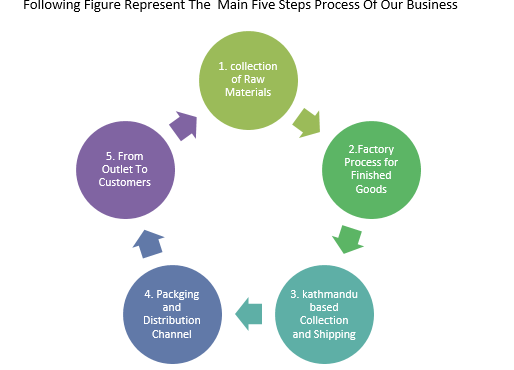 Following Figure Represent The  Main Five Steps Process Of Our Business
1. collection
of Raw
Materials
2.Factory
Process for
Finished
Goods
3. kathmandu
based
Collection
and Shipping
4. Packging
and
Distribution
Channel
5. From
Outlet To
Customers